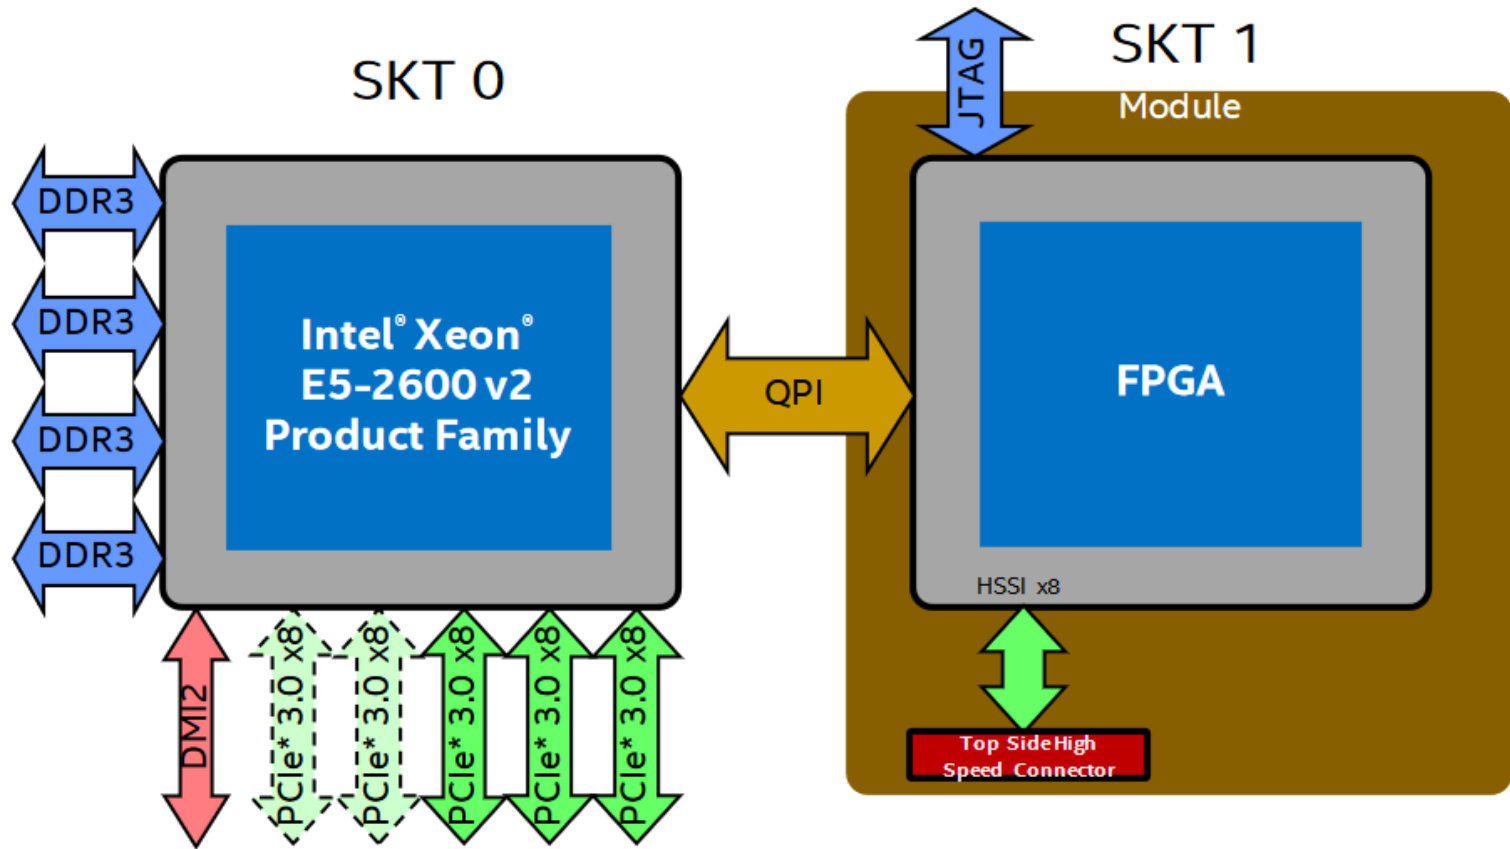 SKT 0
SKT 1
Module
JTAG
DDR3
DDR3
DDR3
DDR3
Intel® Xeon®
E5-2600 v2
Product Family
QPI
FPGA
HSSI x8
DMI2
PCIe* 3.0 x8
PCIe* 3.0 x8
PCIe* 3.0 x8
PCIe* 3.0 x8
PCIe* 3.0 x8
Top Side High
Speed Connector